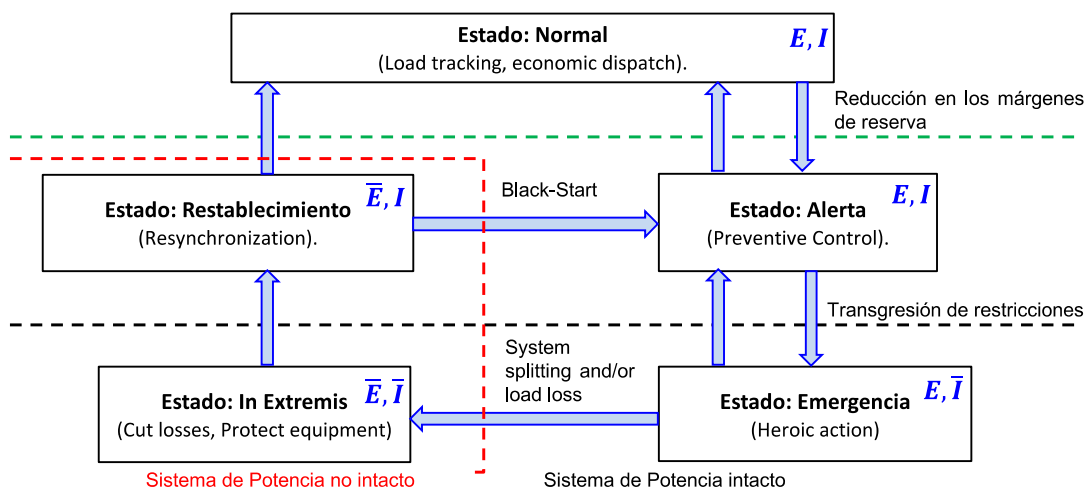 Estado: Normal
E, I
(Load tracking, economic dispatch).
Reducción en los márgenes
de reserva
Estado: Restablecimiento
E̅, I
(Resynchronization).
Black-Start
Estado: Alerta
E, I
(Preventive Control).
Transgresión de restricciones
Estado: In Extremis
E̅, I̅
(Cut losses, Protect equipment)
System
splitting and/or
load loss
Estado: Emergencia
E, I̅
(Heroic action)
Sistema de Potencia no intacto
Sistema de Potencia intacto